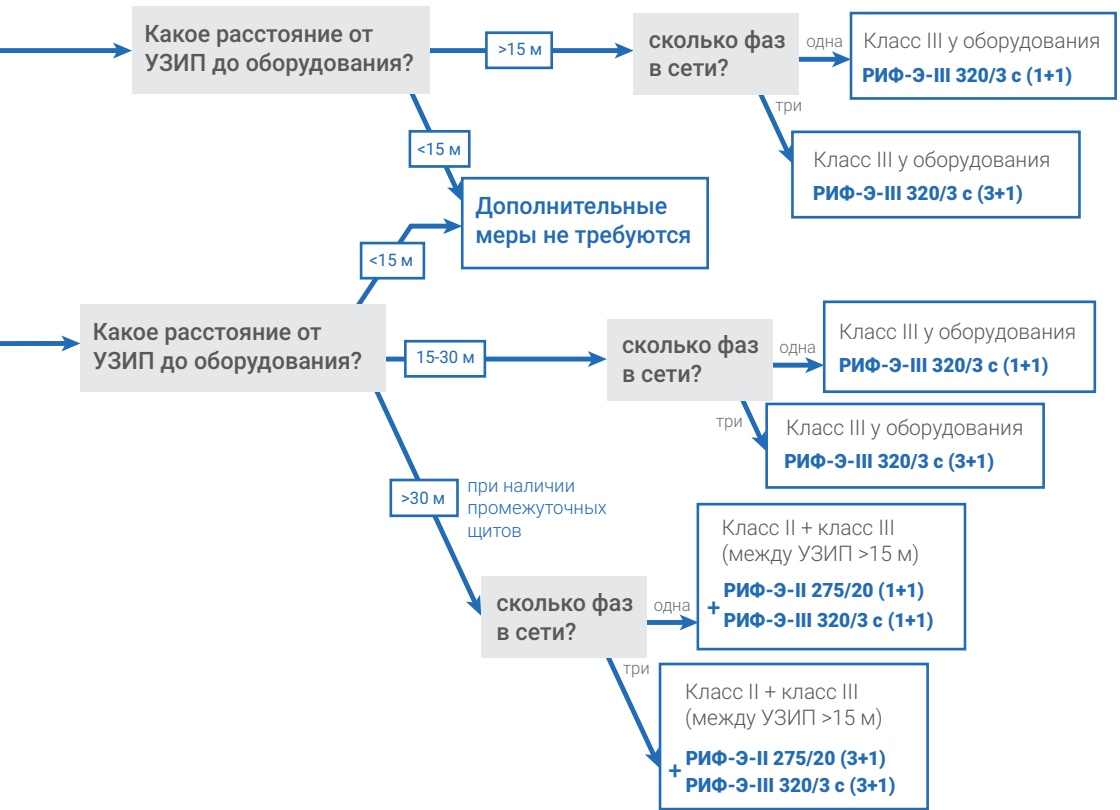 Какое расстояние от
УЗИП до оборудования?
>15 м
сколько фаз
в сети?
одна
Класс III у оборудования
РИФ-Э-III 320/3 с (1+1)
три
Класс III у оборудования
РИФ-Э-III 320/3 с (3+1)
<15 м
Дополнительные
меры не требуются
<15 м
Какое расстояние от
УЗИП до оборудования?
15-30 м
сколько фаз
в сети?
одна
Класс III у оборудования
РИФ-Э-III 320/3 с (1+1)
три
Класс III у оборудования
РИФ-Э-III 320/3 с (3+1)
>30 м
при наличии
промежуточных
щитов
сколько фаз
в сети?
одна
Класс II + класс III
(между УЗИП >15 м)
РИФ-Э-II 275/20 (1+1)
+
РИФ-Э-III 320/3 с (1+1)
три
Класс II + класс III
(между УЗИП >15 м)
РИФ-Э-II 275/20 (3+1)
+
РИФ-Э-III 320/3 с (3+1)